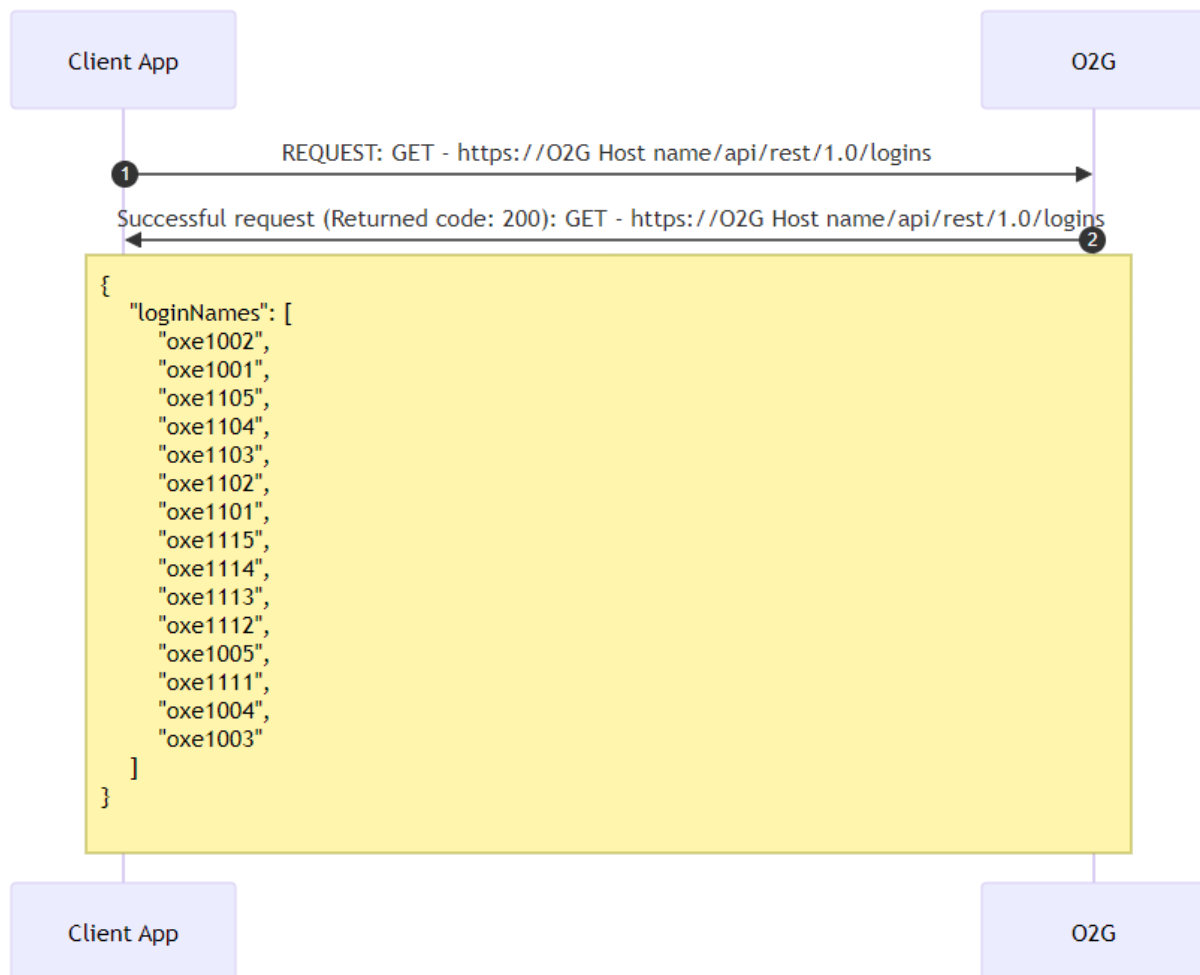 Client App
O2G
REQUEST: GET - https://O2G Host name/api/rest/1.0/logins
1
Successful request (Returned code: 200): GET - https://O2G Host name/api/rest/1.0/logins
2
{
"loginNames": [
"oxe1002",
"oxe1001",
"oxe1105",
"oxe1104",
"oxe1103",
"oxe1102",
"oxe1101",
"oxe1115",
"oxe1114",
"oxe1113",
"oxe1112",
"oxe1005",
"oxe1111",
"oxe1004",
"oxe1003"
]
}
Client App
O2G